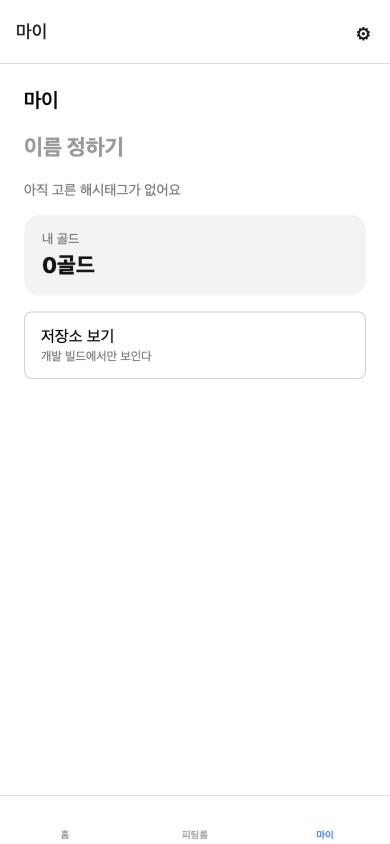 마이
마이
이름 정하기
아직 고른 해시태그가 없어요
내 골드
0골드
저장소 보기
개발 빌드에서만 보인다
홈
피팅룸
마이